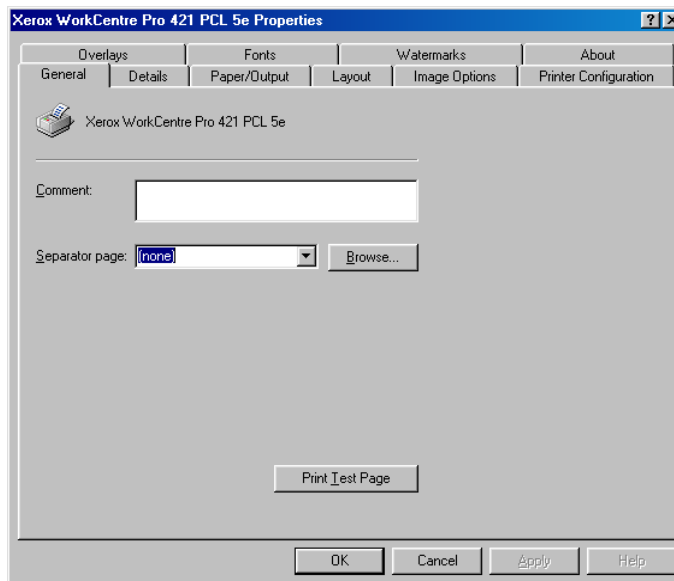 Xerox WorkCentre Pro 421 PCL 5e Properties
Overlays Fonts Watermarks About
General Details Paper/Output Layout Image Options Printer Configuration
Xerox WorkCentre Pro 421 PCL 5e
Comment:
Separator page: (none) Browse...
Print Test Page
OK Cancel Apply Help